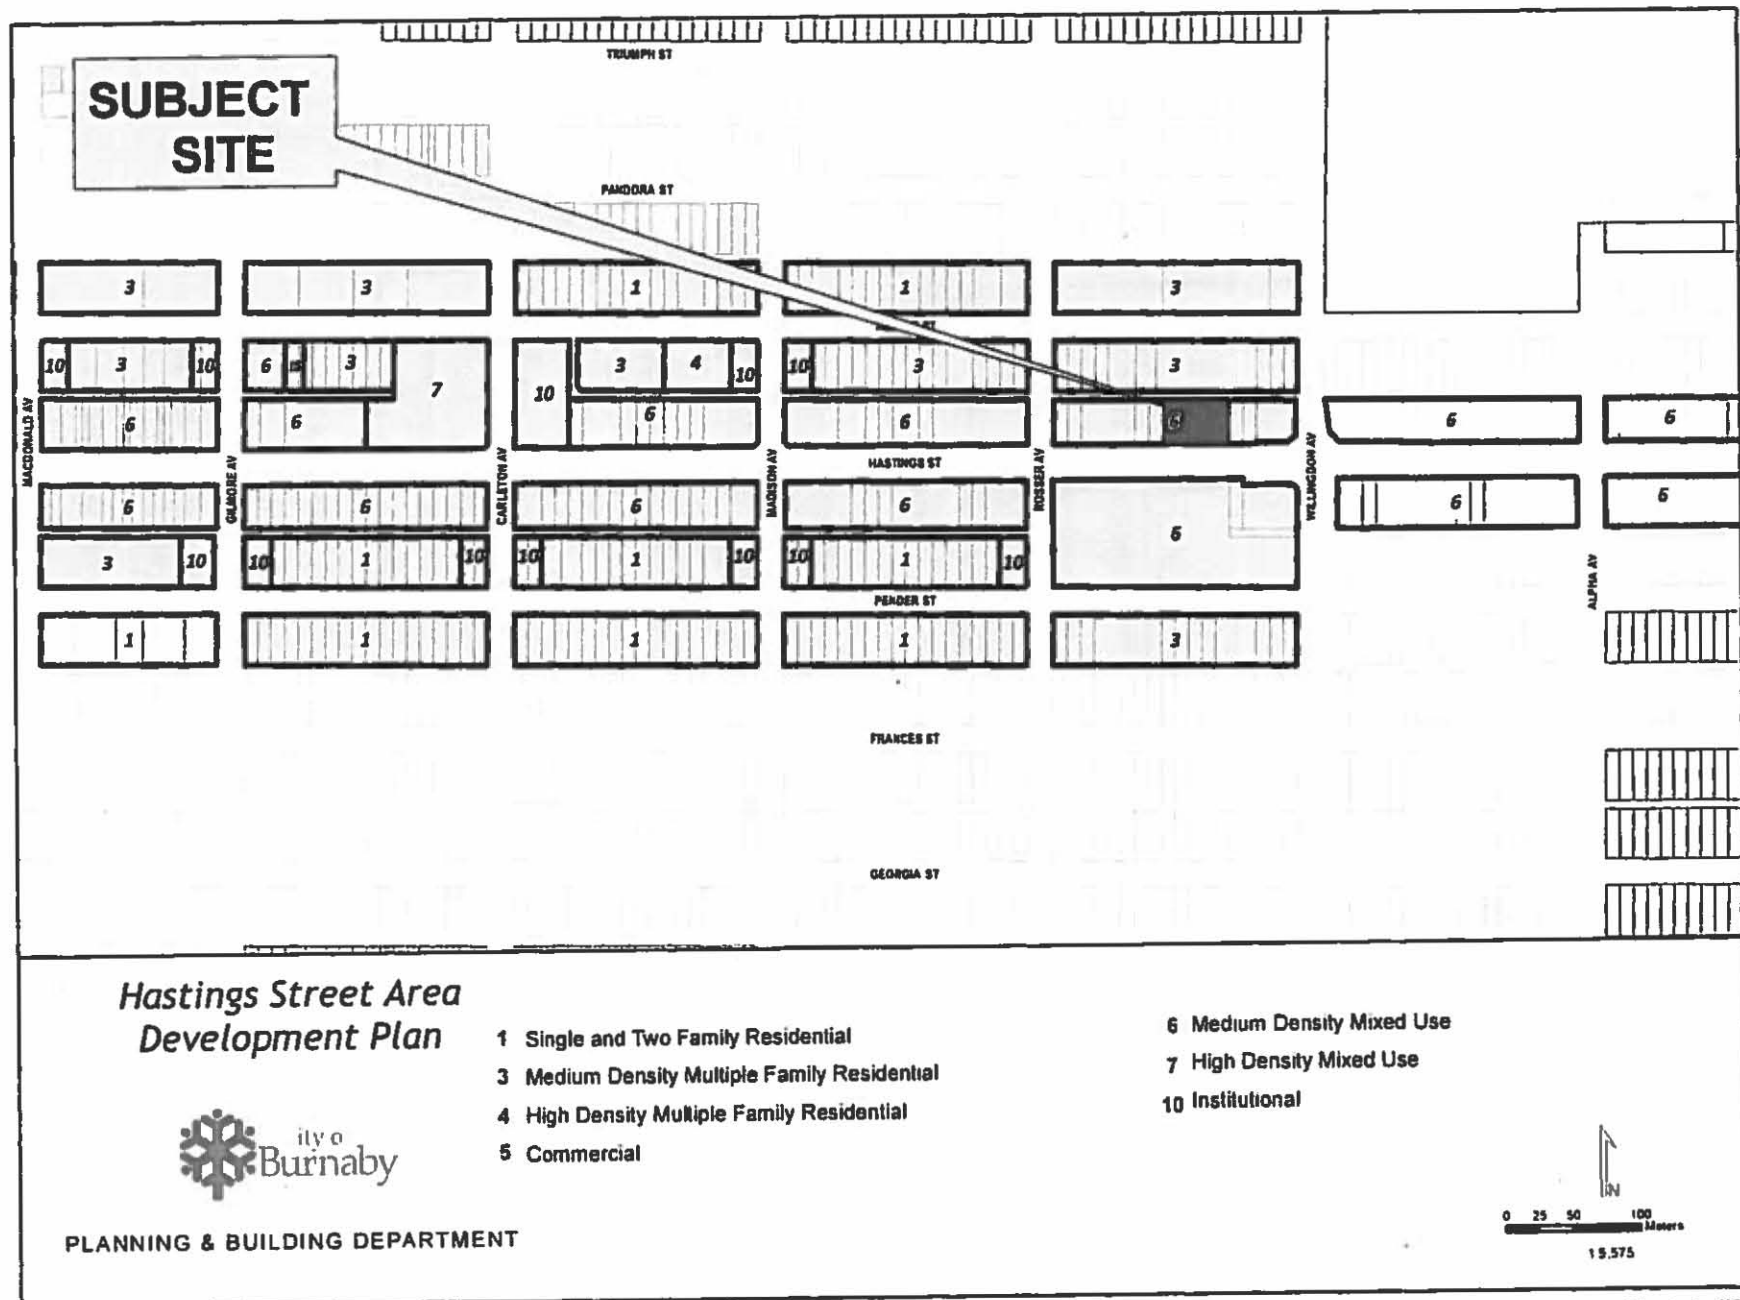 TRIUMPH ST
SUBJECT
SITE
PANDORA ST
3 3 1 1 3
ST
10 3 10 6 3 7 10 3 4 10 10 3 3
6 6 6 6 6 6
MACDONALD AV
GILMORE AV
CARLETON AV
MADISON AV
ROSSER AV
WILLINGDON AV
ALPHA AV
HASTINGS ST
6 6 6 6 6 6
3 10 10 1 10 10 1 10 10 1 10
PENDER ST
1 1 1 1 3
FRANCES ST
GEORGIA ST
Hastings Street Area
Development Plan
1 Single and Two Family Residential
3 Medium Density Multiple Family Residential
4 High Density Multiple Family Residential
5 Commercial
6 Medium Density Mixed Use
7 High Density Mixed Use
10 Institutional
ity o
Burnaby
PLANNING & BUILDING DEPARTMENT
N
0 25 50 100
Meters
1 5,575